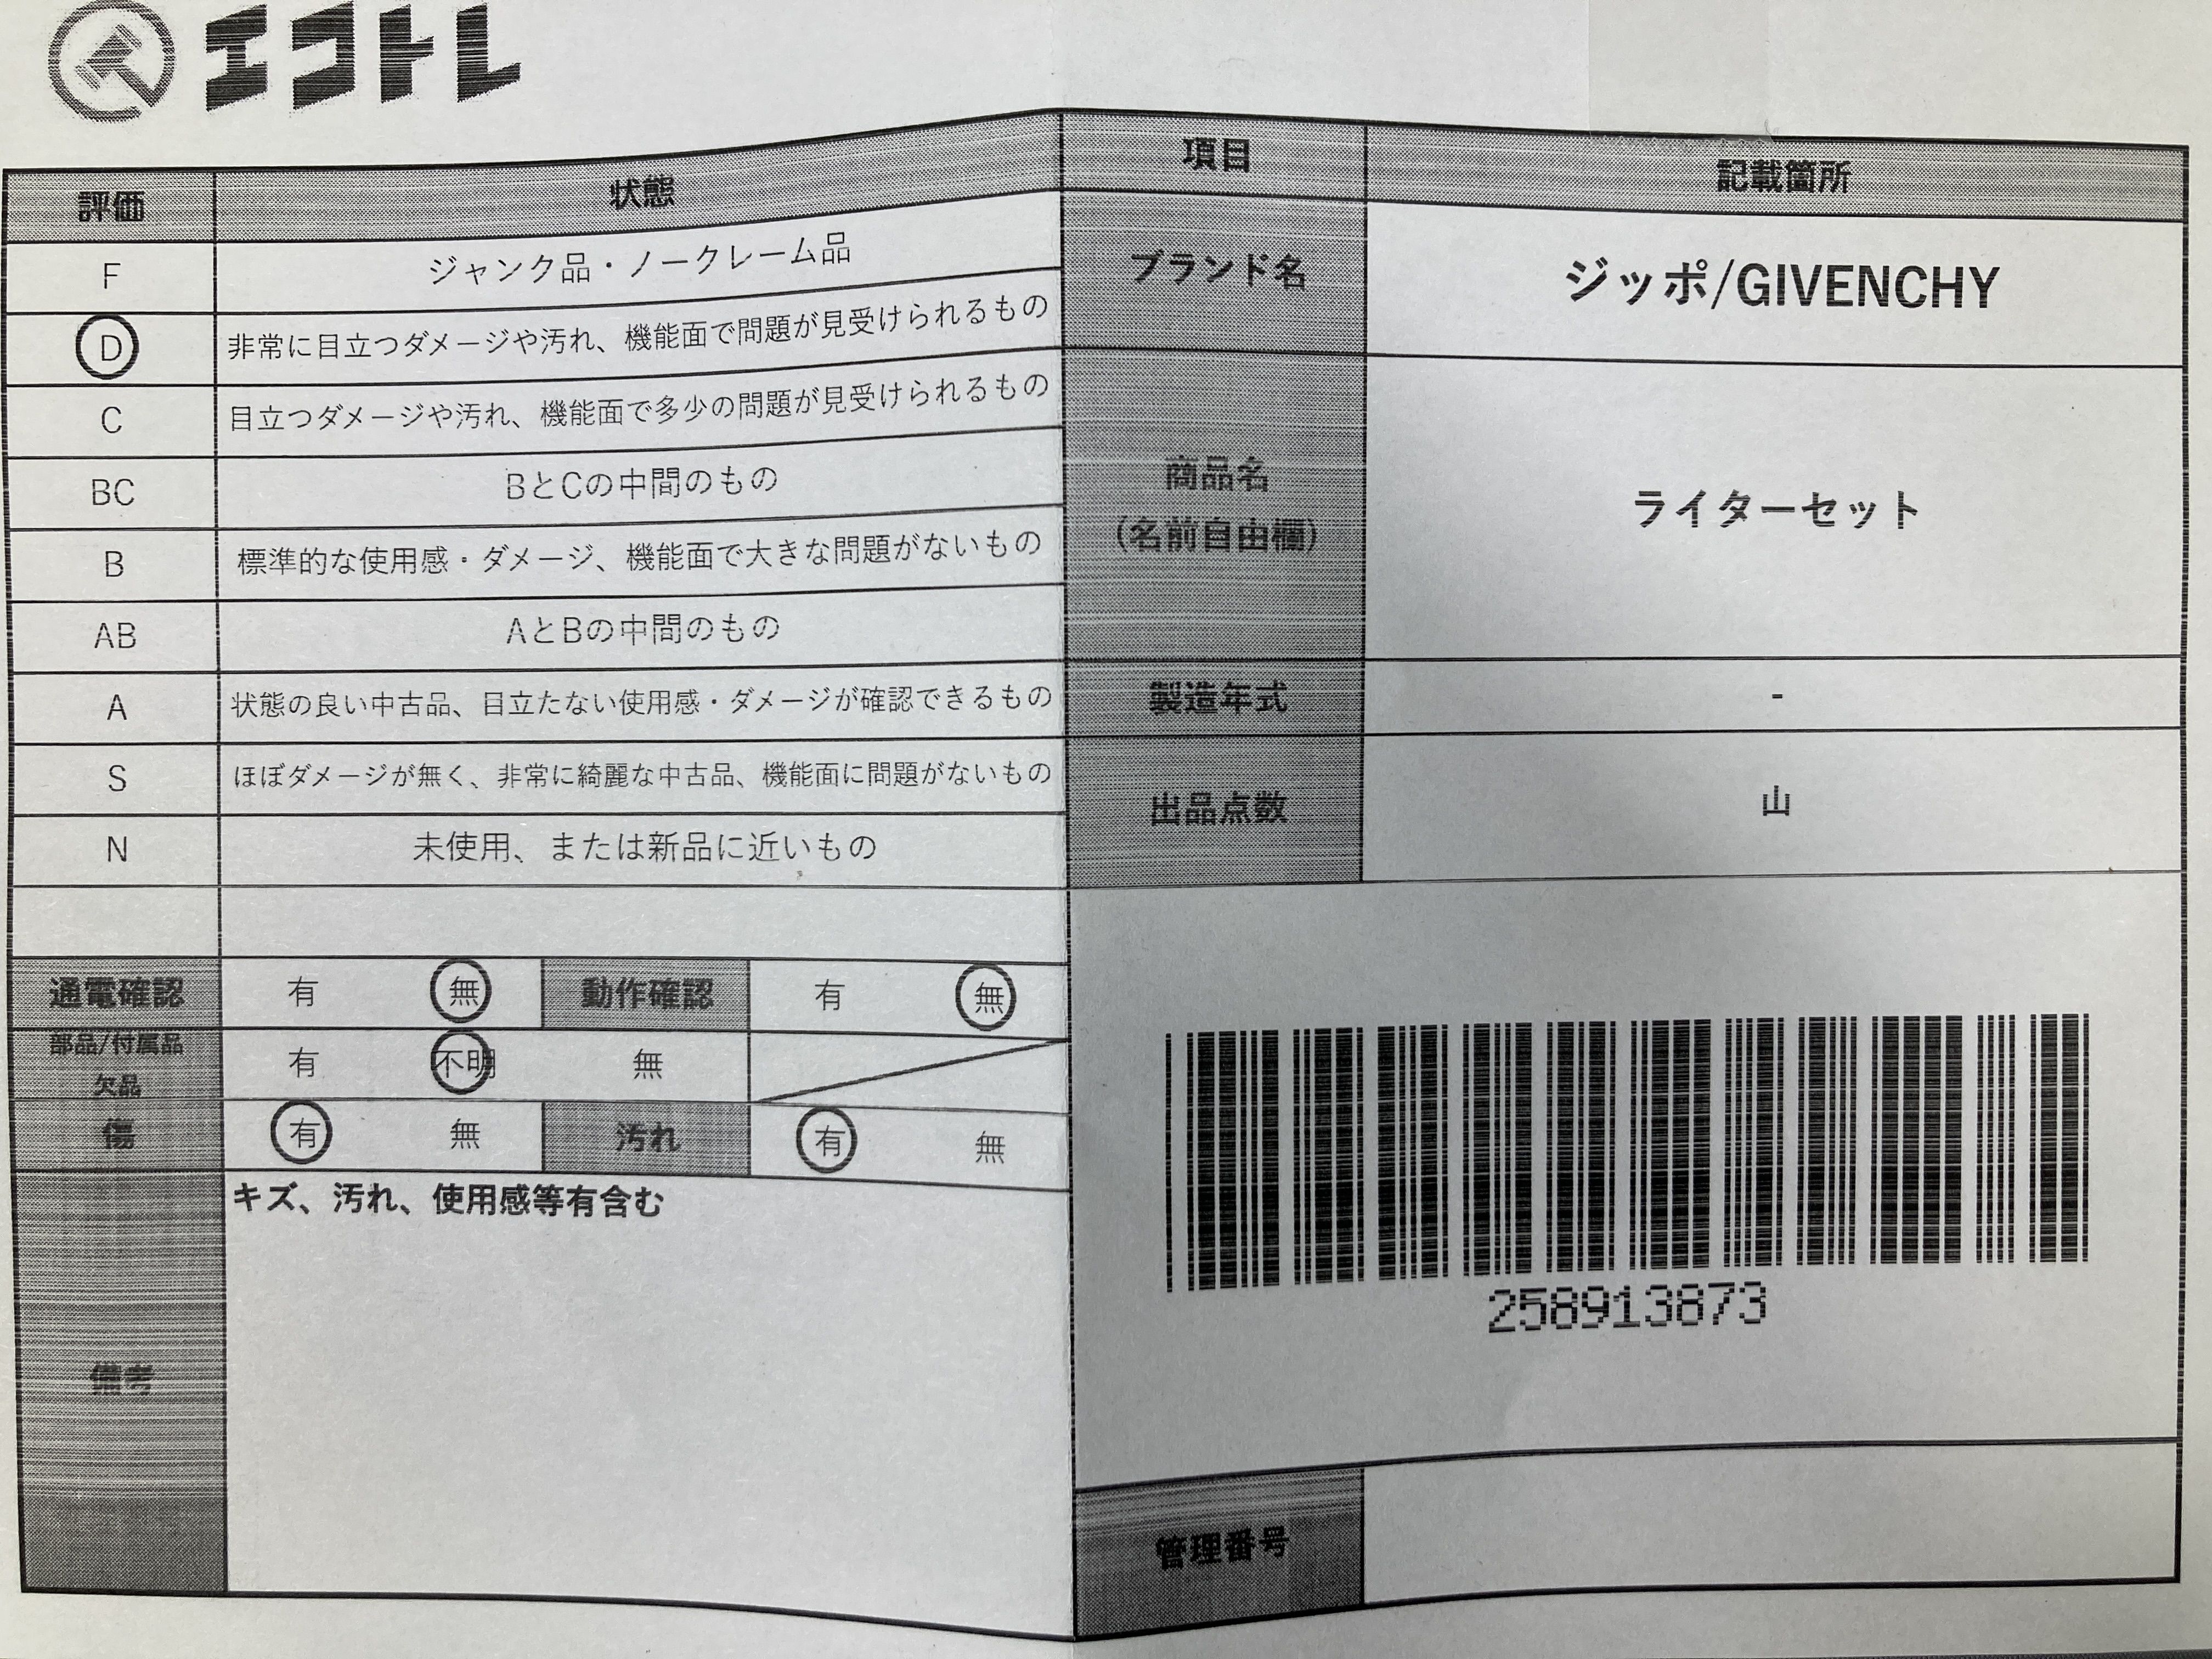 エコトレ
評価 状態
F ジャンク品・ノークレーム品
D 非常に目立つダメージや汚れ、機能面で問題が見受けられるもの
C 目立つダメージや汚れ、機能面で多少の問題が見受けられるもの
BC BとCの中間のもの
B 標準的な使用感・ダメージ、機能面で大きな問題がないもの
AB AとBの中間のもの
A 状態の良い中古品、目立たない使用感・ダメージが確認できるもの
S ほぼダメージが無く、非常に綺麗な中古品、機能面に問題がないもの
N 未使用、または新品に近いもの
通電確認 有 無 動作確認 有 無
部品/付属品
欠品 有 不明 無
傷 有 無 汚れ 有 無
備考 キズ、汚れ、使用感等有含む
項目 記載箇所
ブランド名 ジッポ/GIVENCHY
商品名
(名前自由欄) ライターセット
製造年式 -
出品点数 山
258913873
管理番号